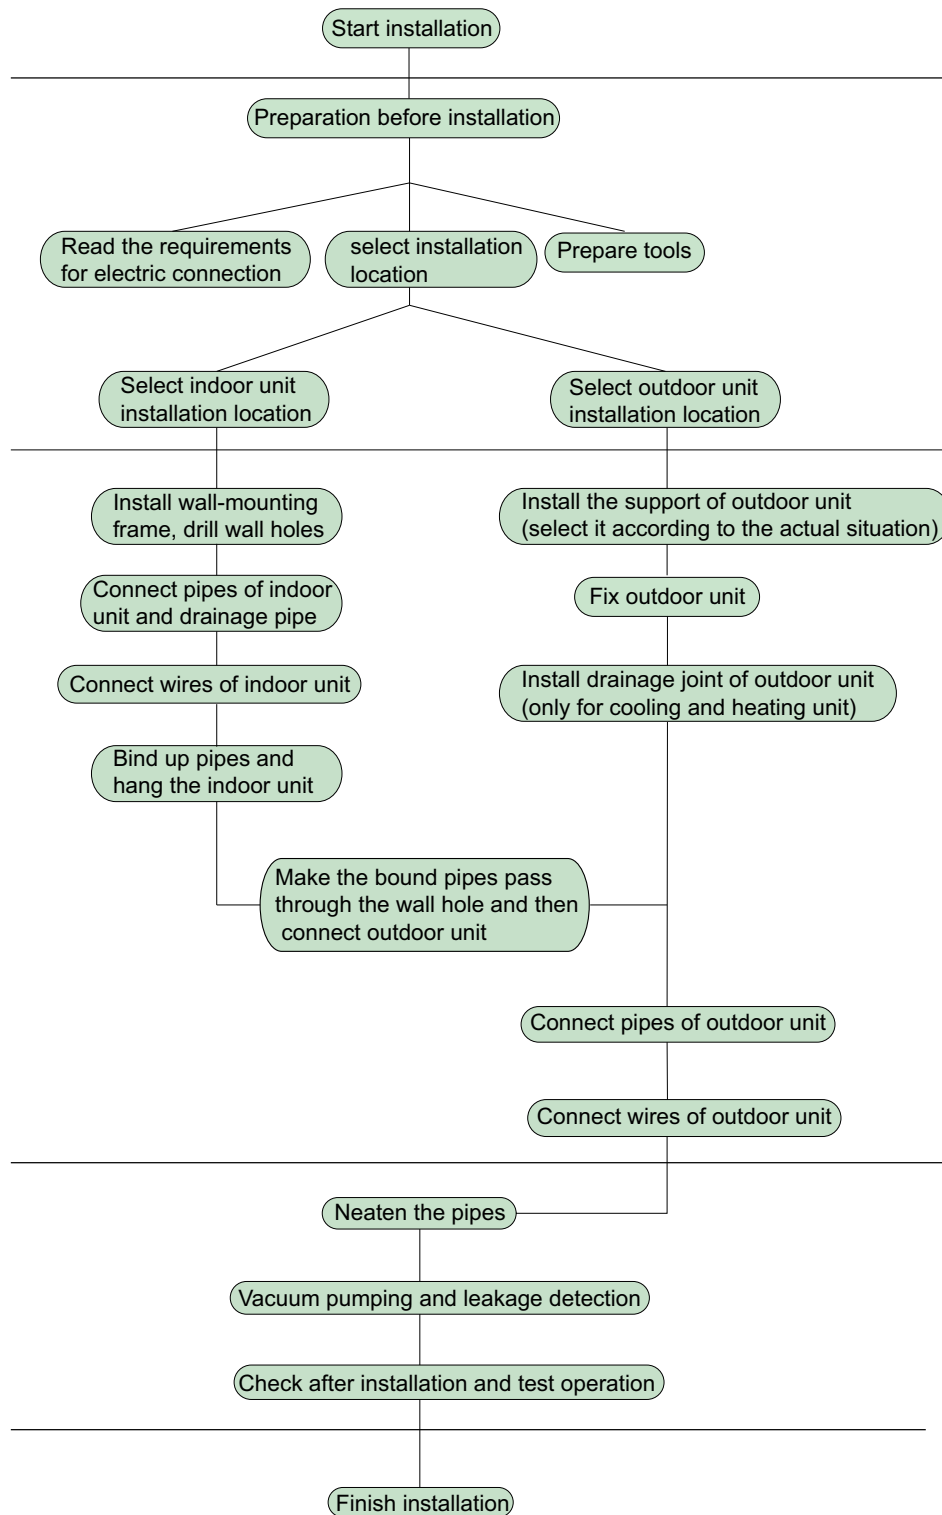 Start installation
Preparation before installation
Read the requirements
for electric connection
select installation
location
Prepare tools
Select indoor unit
installation location
Select outdoor unit
installation location
Install wall-mounting
frame, drill wall holes
Install the support of outdoor unit
(select it according to the actual situation)
Connect pipes of indoor
unit and drainage pipe
Fix outdoor unit
Connect wires of indoor unit
Install drainage joint of outdoor unit
(only for cooling and heating unit)
Bind up pipes and
hang the indoor unit
Make the bound pipes pass
through the wall hole and then
connect outdoor unit
Connect pipes of outdoor unit
Connect wires of outdoor unit
Neaten the pipes
Vacuum pumping and leakage detection
Check after installation and test operation
Finish installation